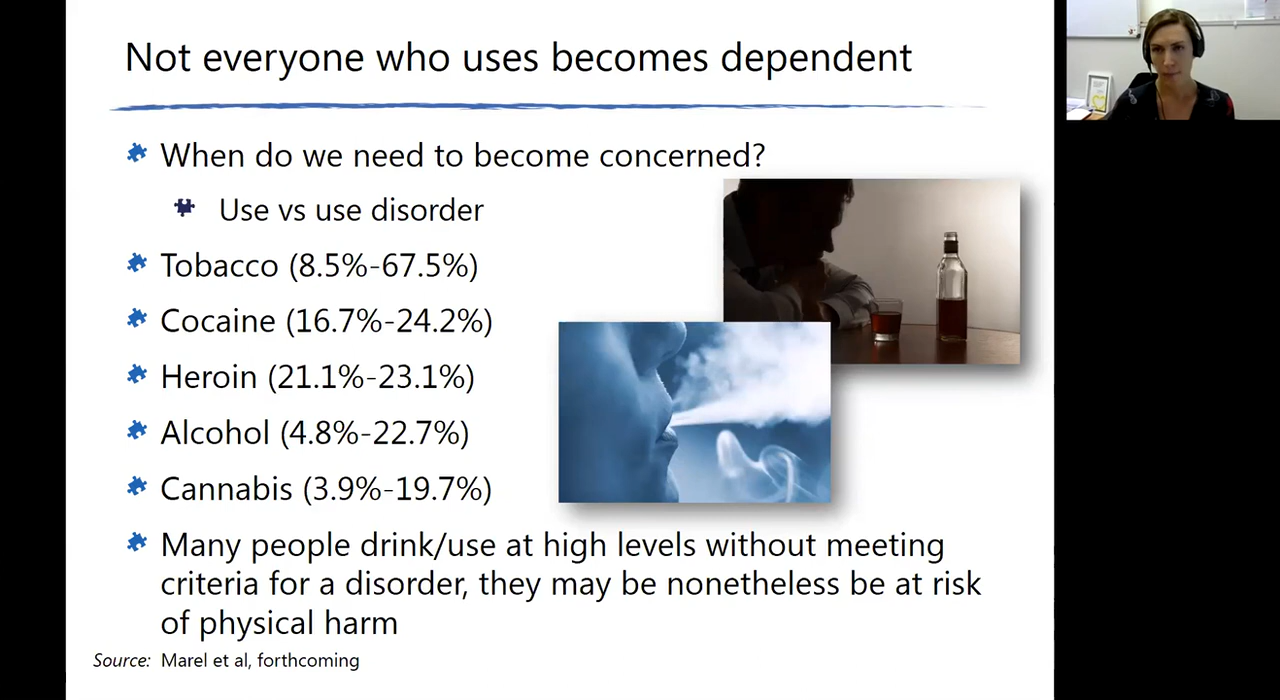 Not everyone who uses becomes dependent
When do we need to become concerned?
Use vs use disorder
Tobacco (8.5%-67.5%)
Cocaine (16.7%-24.2%)
Heroin (21.1%-23.1%)
Alcohol (4.8%-22.7%)
Cannabis (3.9%-19.7%)
Many people drink/use at high levels without meeting
criteria for a disorder, they may be nonetheless be at risk
of physical harm
Source: Marel et al, forthcoming